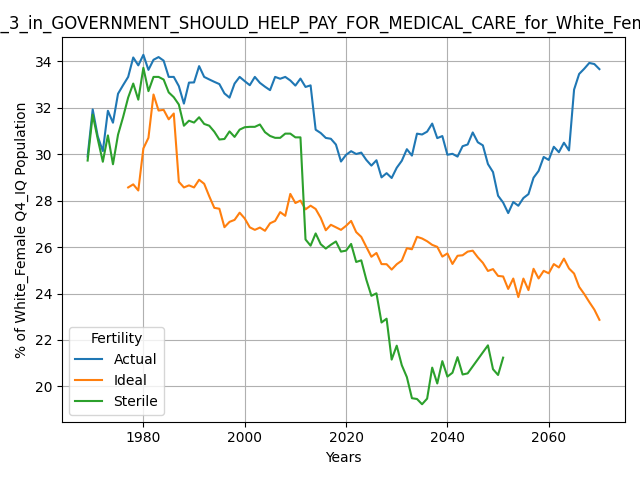 _3_in_GOVERNMENT_SHOULD_HELP_PAY_FOR_MEDICAL_CARE_for_White_Fem
% of White_Female Q4_IQ Population
34
32
30
28
26
24
22
20
Fertility
Actual
Ideal
Sterile
1980
2000
2020
2040
2060
Years